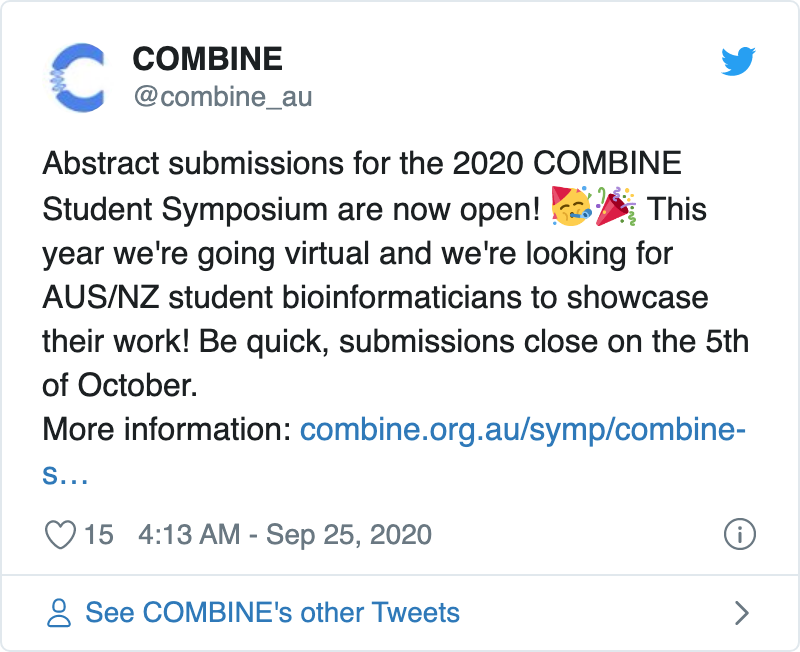 COMBINE
@combine_au
Abstract submissions for the 2020 COMBINE
Student Symposium are now open! 🥳🎉 This
year we're going virtual and we're looking for
AUS/NZ student bioinformaticians to showcase
their work! Be quick, submissions close on the 5th
of October.
More information: combine.org.au/symp/combine-
s…
15 4:13 AM - Sep 25, 2020
See COMBINE's other Tweets